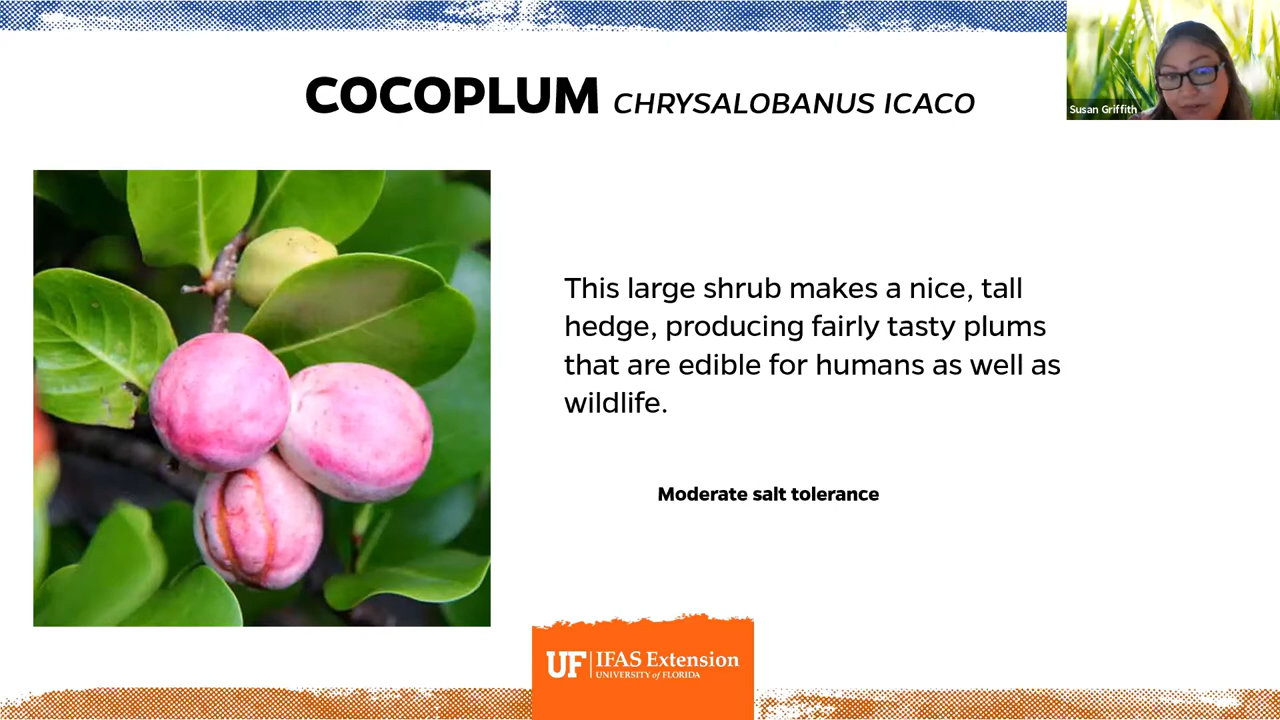 COCOPLUM CHRYSALOBANUS ICACO
Susan Griffith
This large shrub makes a nice, tall
hedge, producing fairly tasty plums
that are edible for humans as well as
wildlife.
Moderate salt tolerance
UF IFAS Extension
UNIVERSITY of FLORIDA